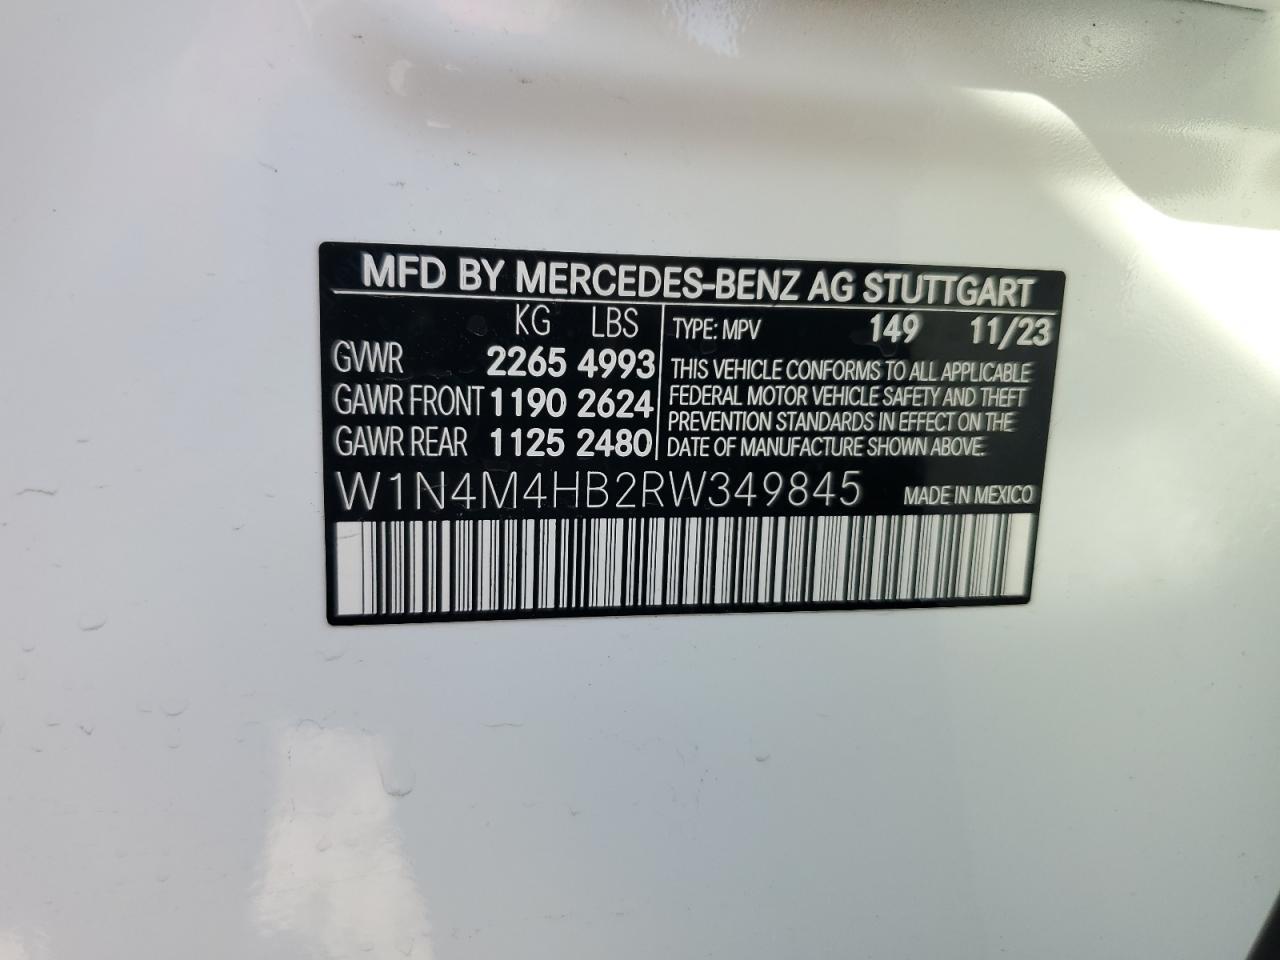 MFD BY MERCEDES-BENZ AG STUTTGART
KG LBS
GVWR 2265 4993
GAWR FRONT 1190 2624
GAWR REAR 1125 2480
TYPE: MPV 149 11/23
THIS VEHICLE CONFORMS TO ALL APPLICABLE
FEDERAL MOTOR VEHICLE SAFETY AND THEFT
PREVENTION STANDARDS IN EFFECT ON THE
DATE OF MANUFACTURE SHOWN ABOVE.
W1N4M4HB2RW349845 MADE IN MEXICO